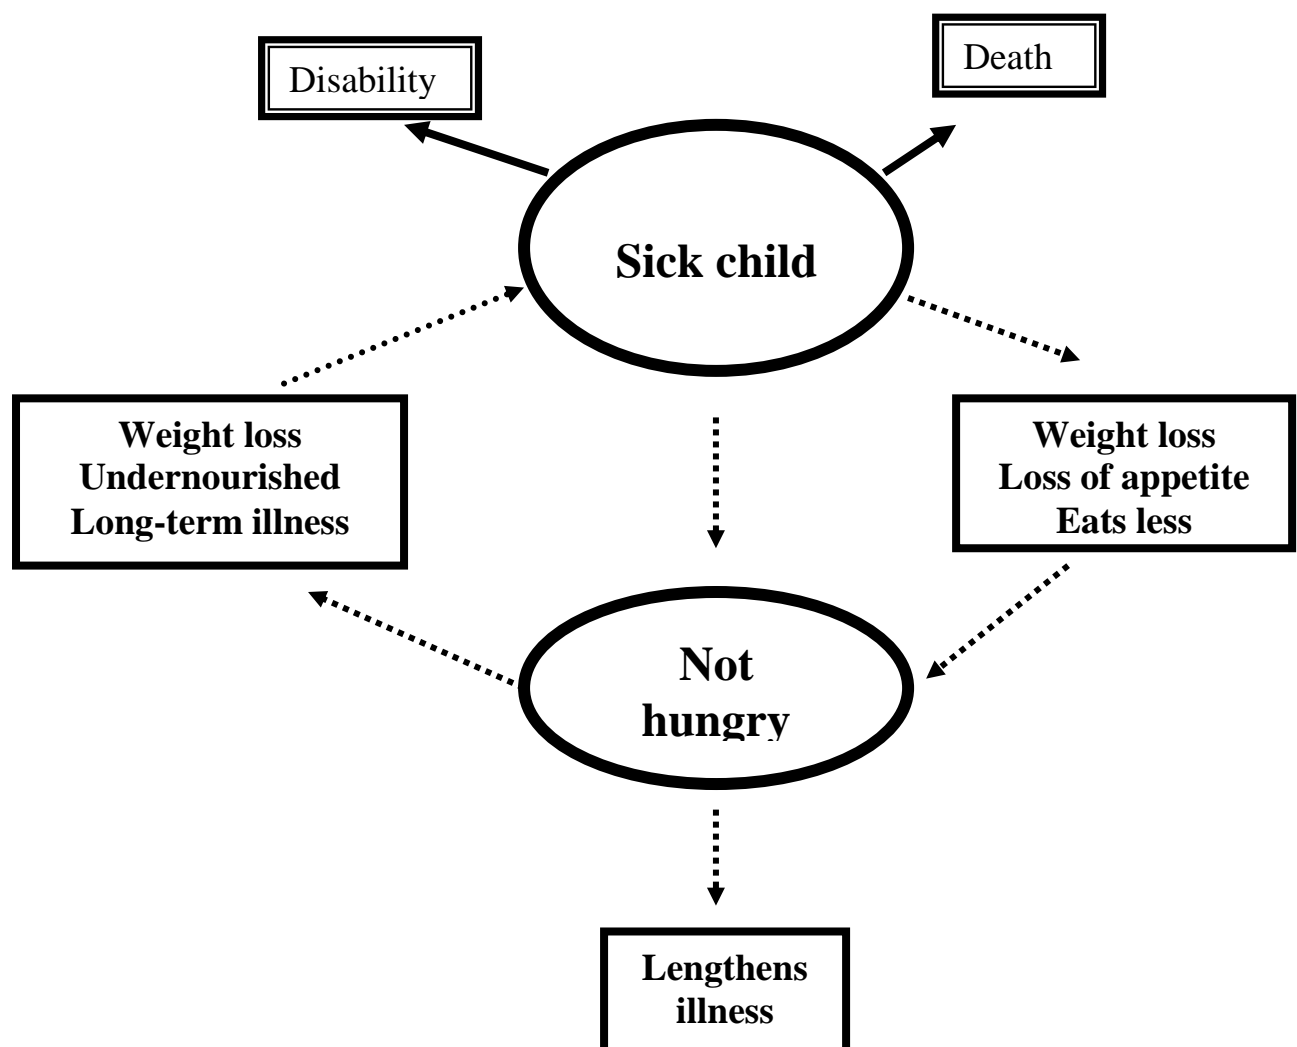 Disability
Death
Sick child
Weight loss
Undernourished
Long-term illness
Weight loss
Loss of appetite
Eats less
Not
hungry
Lengthens
illness